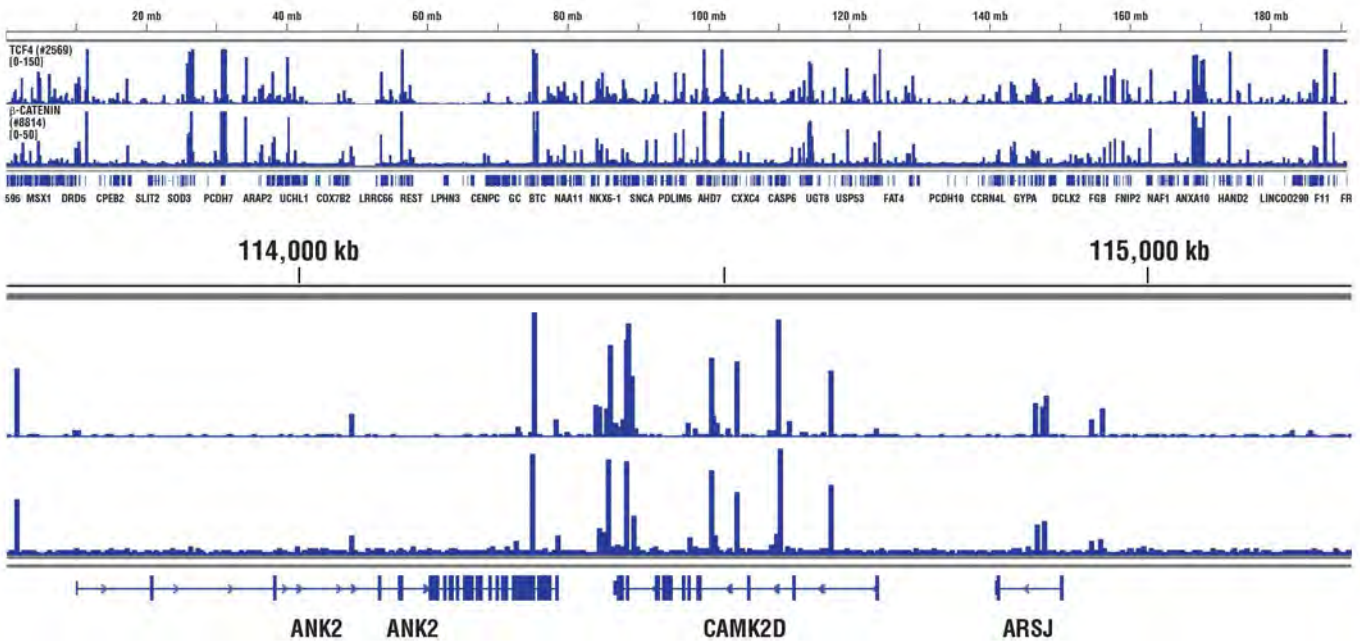 20 mb 40 mb 60 mb 80 mb 100 mb 120 mb 140 mb 160 mb 180 mb
TCF4 (#2569)
[0-150]
β-CATENIN
(#8814)
[0-50]
595 MSX1 DRD5 CPEB2 SLIT2 SOD3 PCDH7 ARAP2 UCHL1 COX7B2 LRRC66 REST LPHN3 CENPC GC BTC NAA11 NKX6-1 SNCA PDLIM5 AHD7 CXXC4 CASP6 UGT8 USP53 FAT4 PCDH10 CCRN4L GYPA DCLK2 FGB FNIP2 NAF1 ANXA10 HAND2 LINC00290 F11 FR
114,000 kb 115,000 kb
ANK2 ANK2 CAMK2D ARSJ